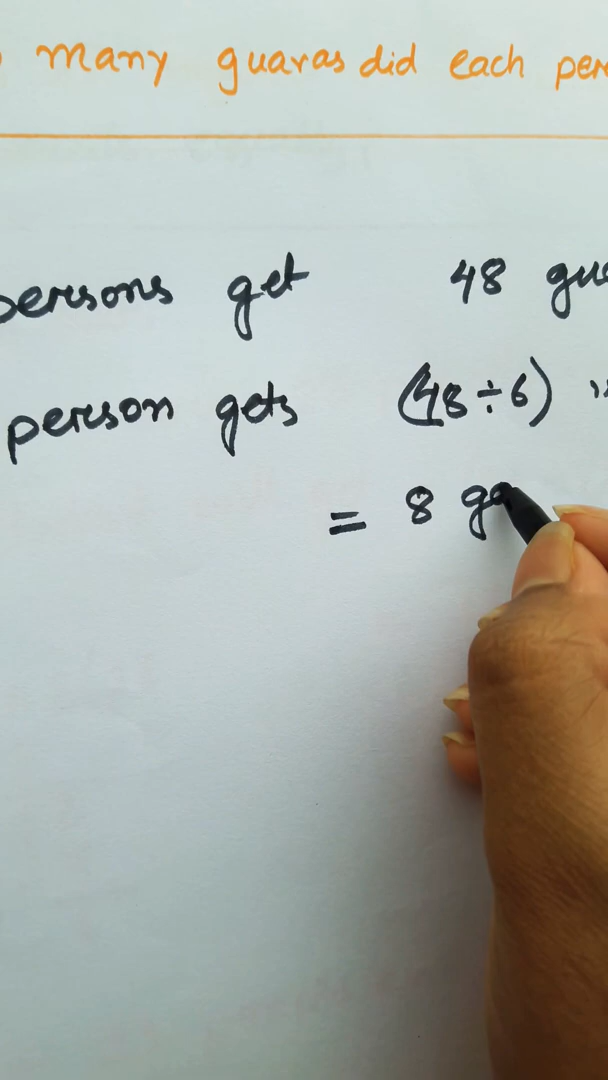 many guavas did each
persons get 48
person gets (48÷6)
= 8